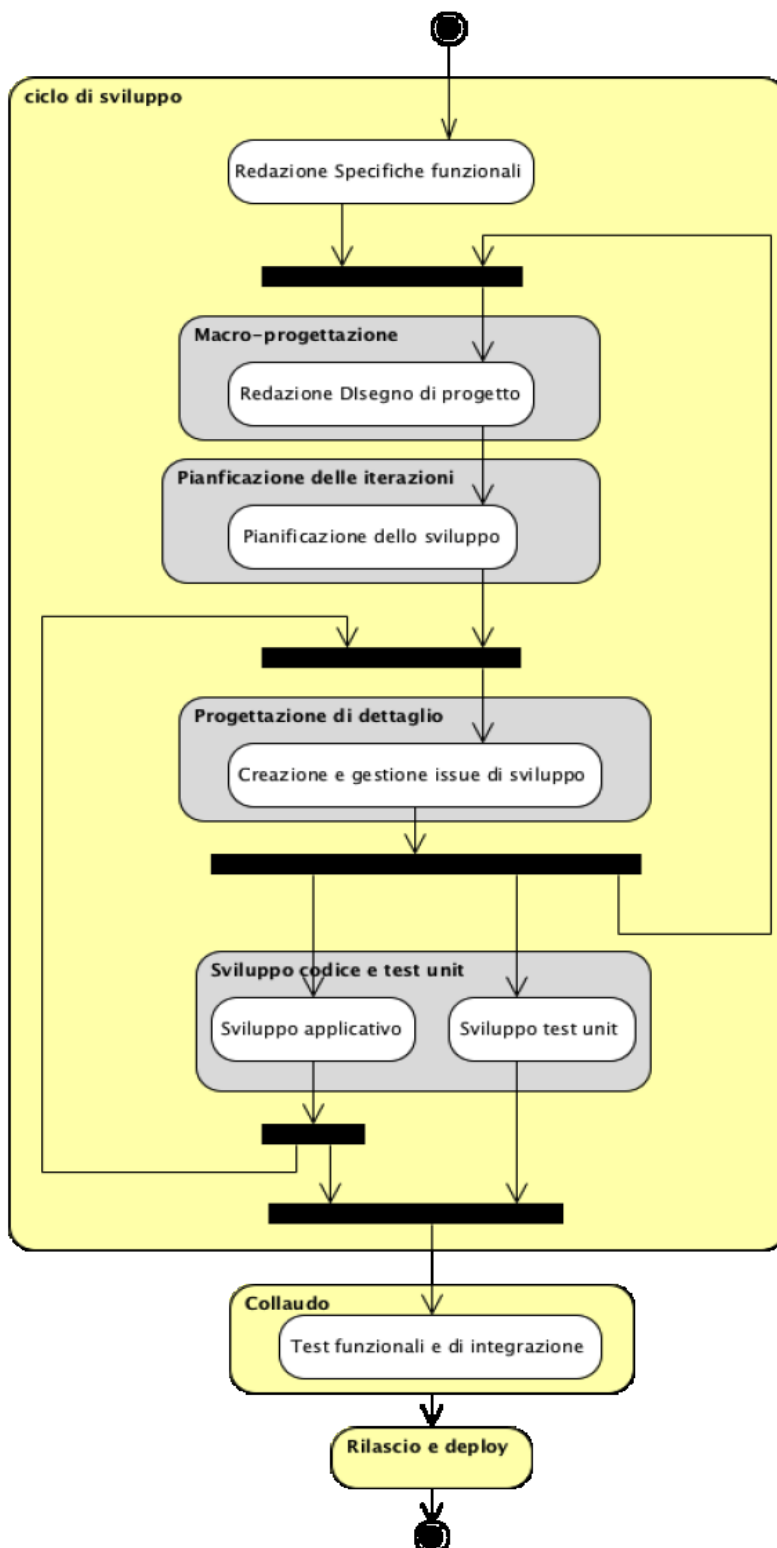 ciclo di sviluppo
Redazione Specifiche funzionali
Macro-progettazione
Redazione DIsegno di progetto
Pianficazione delle iterazioni
Pianificazione dello sviluppo
Progettazione di dettaglio
Creazione e gestione issue di sviluppo
Sviluppo codice e test unit
Sviluppo applicativo
Sviluppo test unit
Collaudo
Test funzionali e di integrazione
Rilascio e deploy